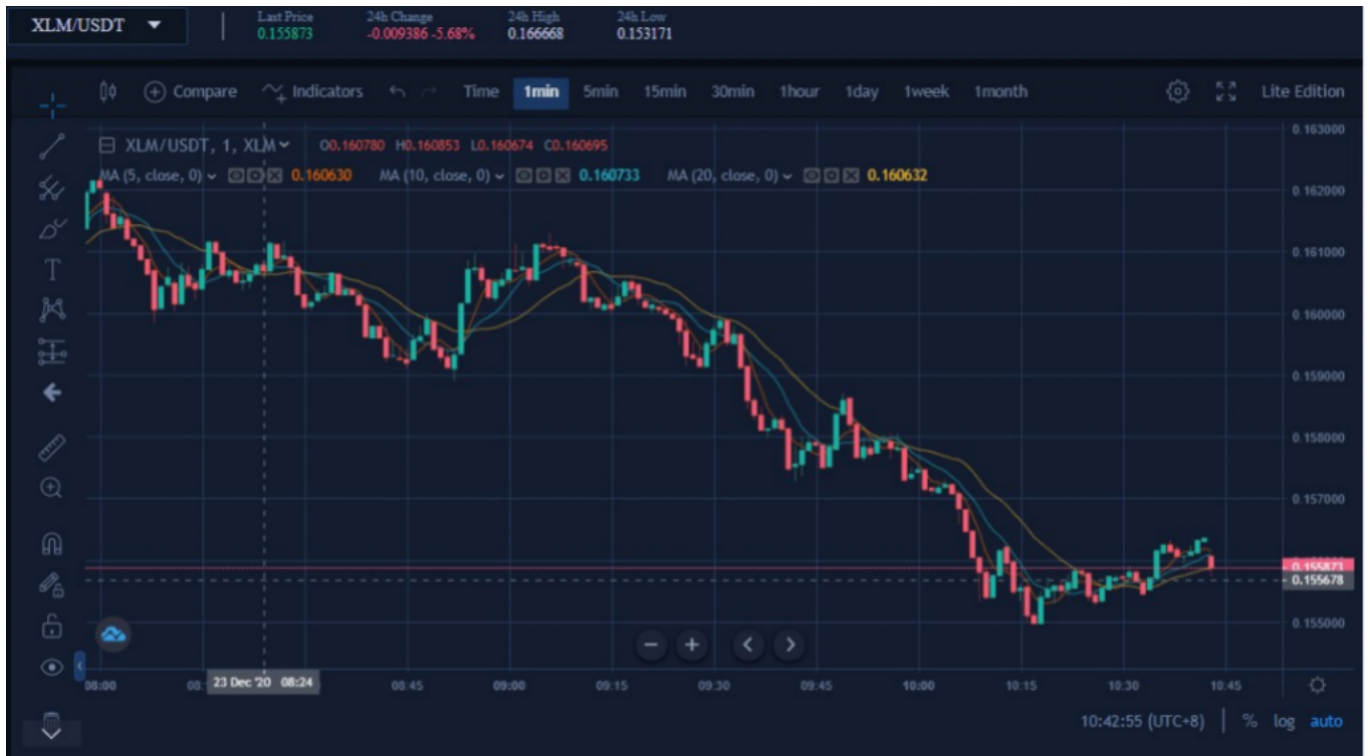 XLM/USDT
Last Price 24h Change 24h High 24h Low
0.155873 -0.009386 -5.68% 0.166668 0.153171
Compare Indicators Time 1min 5min 15min 30min 1hour 1day 1week 1month Lite Edition
XLM/USDT, 1, XLM O0.160780 H0.160853 L0.160674 C0.160695
MA (5, close, 0) 0.160630 MA (10, close, 0) 0.160733 MA (20, close, 0) 0.160632
0.163000
0.162000
0.161000
0.160000
0.159000
0.158000
0.157000
0.155873
0.155678
0.155000
08:00 08: 23 Dec '20 08:24 08:45 09:00 09:15 09:30 09:45 10:00 10:15 10:30 10:45
10:42:55 (UTC+8) % log auto